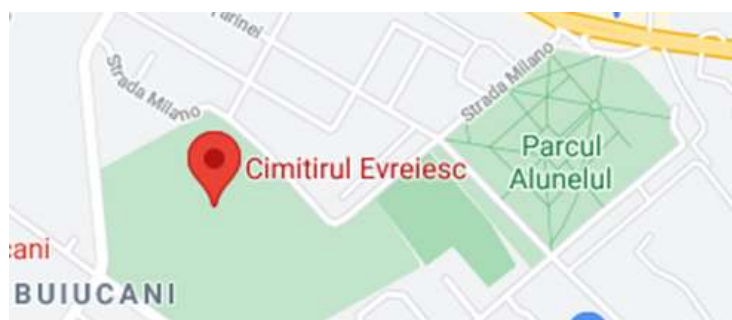 Strada Milano
Strada Milano
Parcul
Alunelul
Cimitirul Evreiesc
BUIUCANI